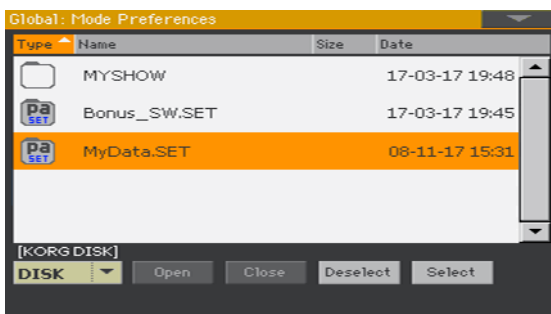 Global: Mode Preferences
Type Name Size Date
MYSHOW 17-03-17 19:48
Pa SET Bonus_SW.SET 17-03-17 19:45
Pa SET MyData.SET 08-11-17 15:31
[KORG DISK]
DISK Open Close Deselect Select